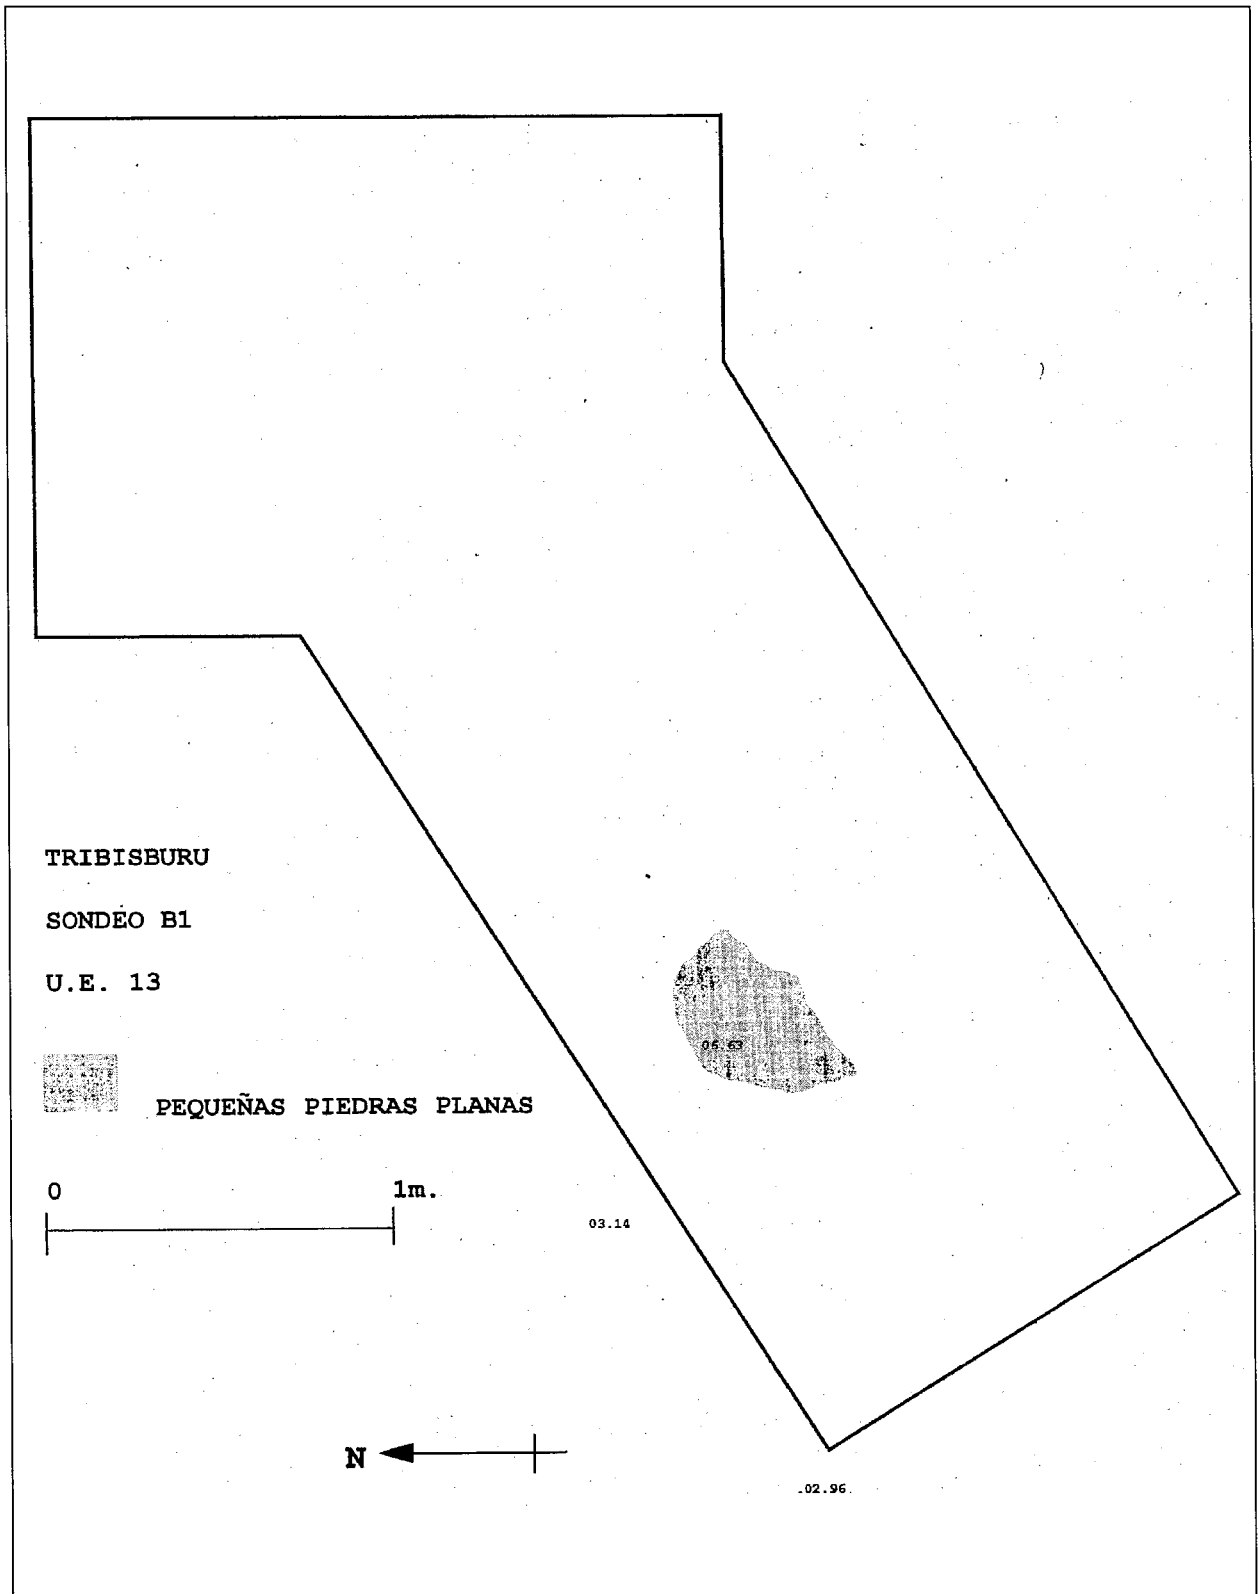 TRIBISBURU
SONDEO B1
U.E. 13
06.63
PEQUEÑAS PIEDRAS PLANAS
0 1m.
03.14
N
02.96